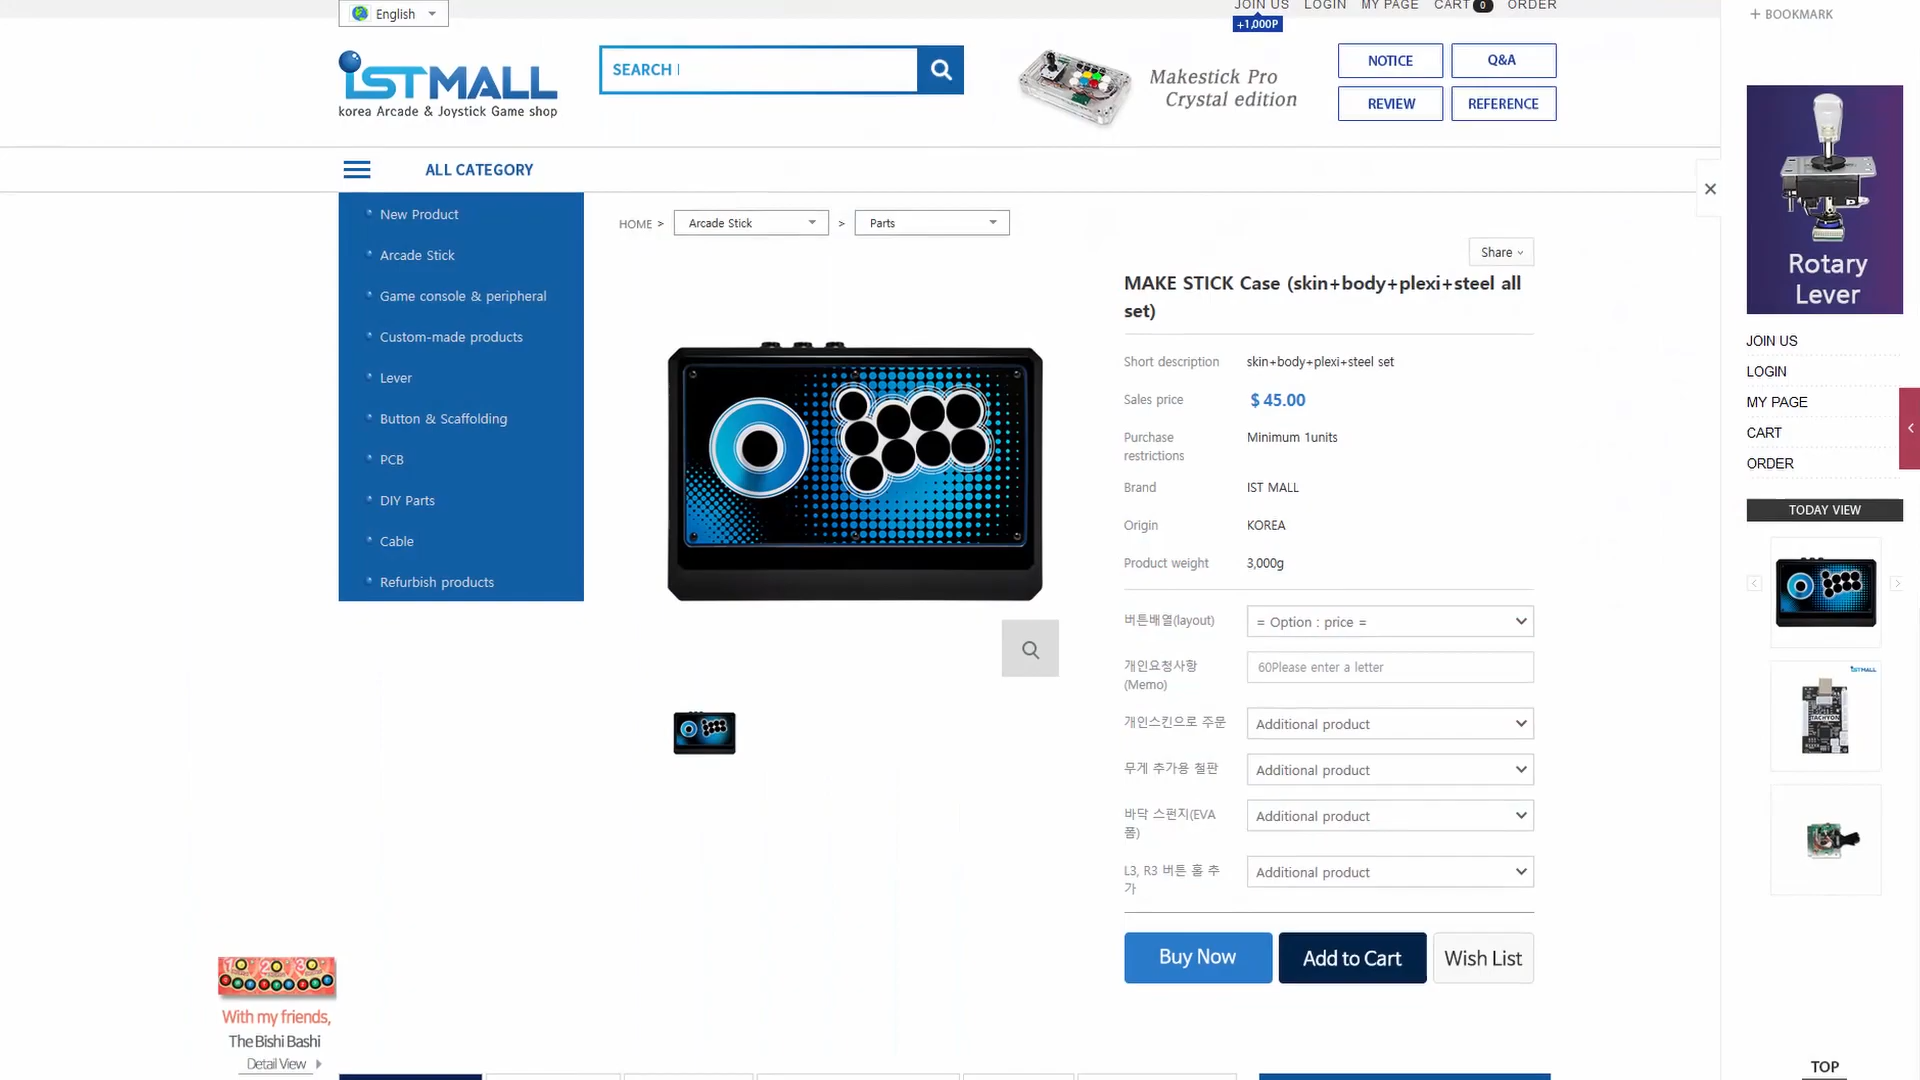 English
JOIN US LOGIN MY PAGE CART 0 ORDER
+1,000P
+ BOOKMARK
iSTMALL
korea Arcade & Joystick Game shop
SEARCH
Makestick Pro
Crystal edition
NOTICE
Q&A
REVIEW
REFERENCE
ALL CATEGORY
New Product
Arcade Stick
Game console & peripheral
Custom-made products
Lever
Button & Scaffolding
PCB
DIY Parts
Cable
Refurbish products
HOME > Arcade Stick > Parts
Share
MAKE STICK Case (skin+body+plexi+steel all
set)
Short description skin+body+plexi+steel set
Sales price $ 45.00
Purchase
restrictions
Minimum 1units
Brand IST MALL
Origin KOREA
Product weight 3,000g
버튼배열(layout) = Option : price =
개인요청사항
(Memo)
60Please enter a letter
개인스킨으로 주문 Additional product
무게 추가용 철판 Additional product
바닥 스펀지(EVA
폼)
Additional product
L3, R3 버튼 홀 추
가
Additional product
Buy Now
Add to Cart
Wish List
1 2 3
With my friends,
The Bishi Bashi
Detail View
Rotary
Lever
JOIN US
LOGIN
MY PAGE
CART
ORDER
TODAY VIEW
iSTMALL
TACHYON
TOP